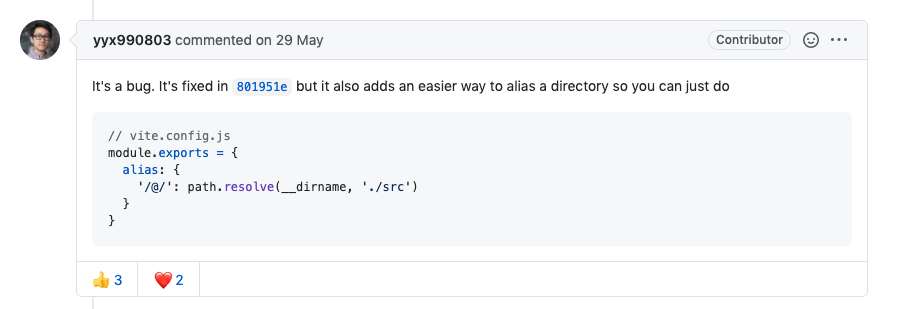 yyx990803 commented on 29 May
Contributor
It's a bug. It's fixed in 801951e but it also adds an easier way to alias a directory so you can just do
// vite.config.js
module.exports = {
  alias: {
    '/@/': path.resolve(__dirname, './src')
  }
}
👍 3
❤️ 2